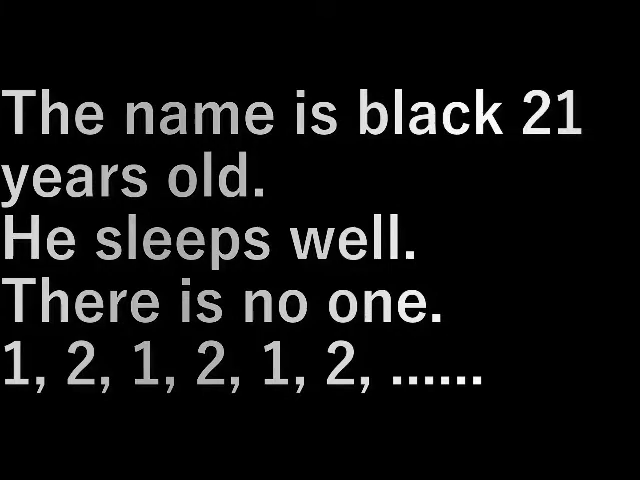 The name is black 21
years old.
He sleeps well.
There is no one.
1, 2, 1, 2, 1, 2, ......